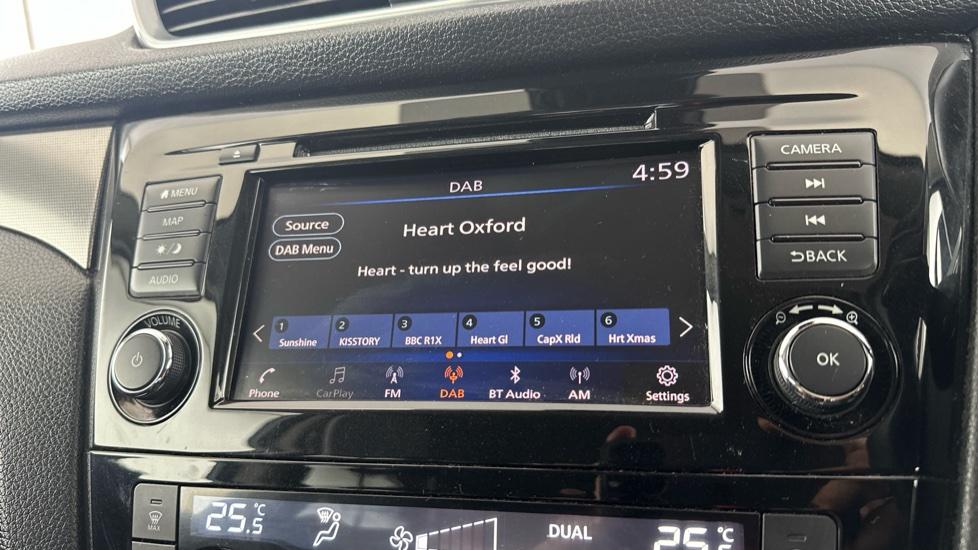 DAB
4:59
Source
Heart Oxford
DAB Menu
Heart - turn up the feel good!
1 2 3 4 5 6
Sunshine KISSTORY BBC R1X Heart Gl CapX Rld Hrt Xmas
Phone CarPlay FM DAB BT Audio AM Settings
MENU
MAP
AUDIO
VOLUME
CAMERA
BACK
OK
MAX
25.5°C
DUAL
°C